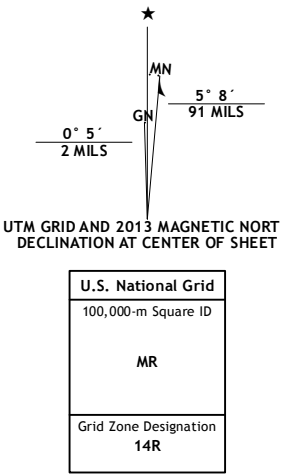 ★
MN
5° 8´
91 MILS
GN
0° 5´
2 MILS
UTM GRID AND 2013 MAGNETIC NORT
DECLINATION AT CENTER OF SHEET
U.S. National Grid
100,000-m Square ID
MR
Grid Zone Designation
14R